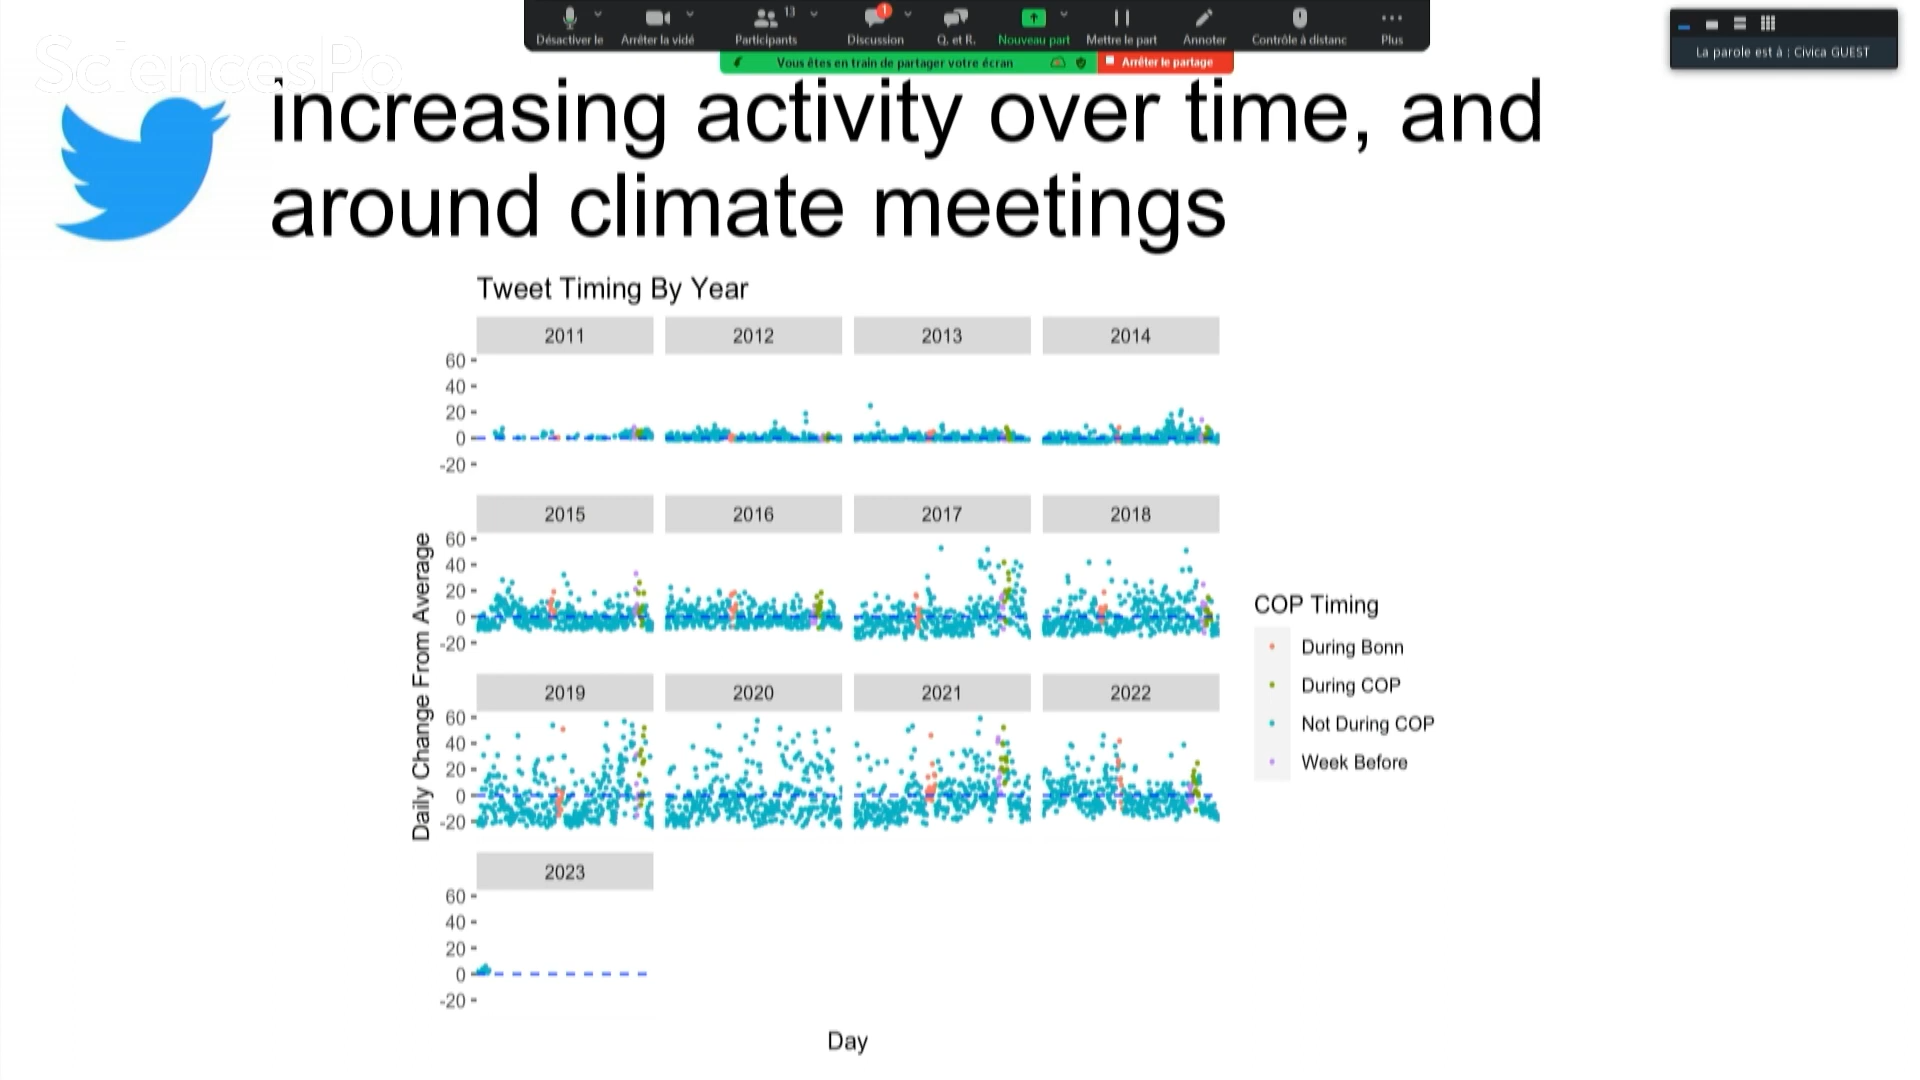 Désactiver le
Arrêter la vidé
13
Participants
1
Discussion
Q. et R.
Nouveau part
Mettre le part
Annoter
Contrôle à distanc
Plus
La parole est à : Civica GUEST
Vous êtes en train de partager votre écran
Arrêter le partage
SciencesPo
increasing activity over time, and
around climate meetings
Tweet Timing By Year
2011
2012
2013
2014
60
40
20
0
-20
2015
2016
2017
2018
60
40
20
0
-20
2019
2020
2021
2022
60
40
20
0
-20
2023
60
40
20
0
-20
Daily Change From Average
Day
COP Timing
During Bonn
During COP
Not During COP
Week Before